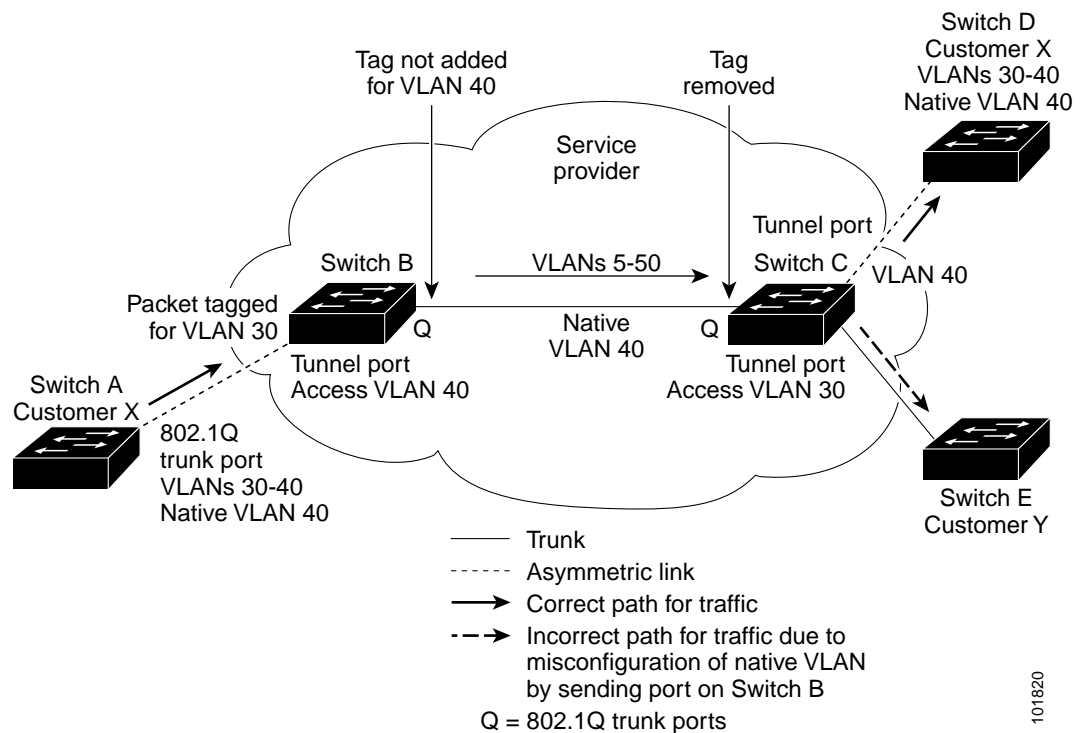 Switch D
Customer X
VLANs 30-40
Native VLAN 40
Tag not added
for VLAN 40
Tag
removed
Service
provider
Tunnel port
Switch B
VLANs 5-50
Switch C
VLAN 40
Packet tagged
for VLAN 30
Q
Native
VLAN 40
Q
Tunnel port
Access VLAN 40
Tunnel port
Access VLAN 30
Switch A
Customer X
802.1Q
trunk port
VLANs 30-40
Native VLAN 40
Switch E
Customer Y
Trunk
Asymmetric link
Correct path for traffic
Incorrect path for traffic due to
misconfiguration of native VLAN
by sending port on Switch B
Q = 802.1Q trunk ports
101820